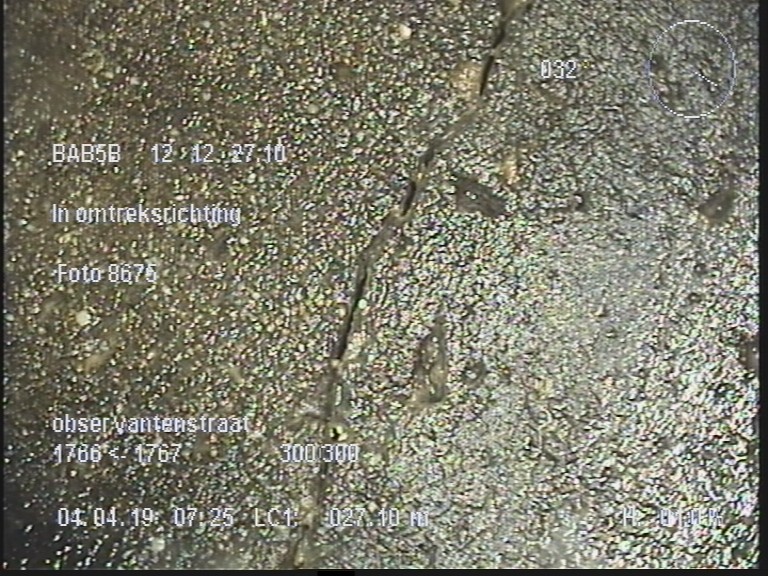 032
BAB5B 12 12 27.10
In omtreksrichting
Foto 8675
observantenstraat
1766 <- 1767 300/300
04.04.19 07:25 LC1: 027.10 m